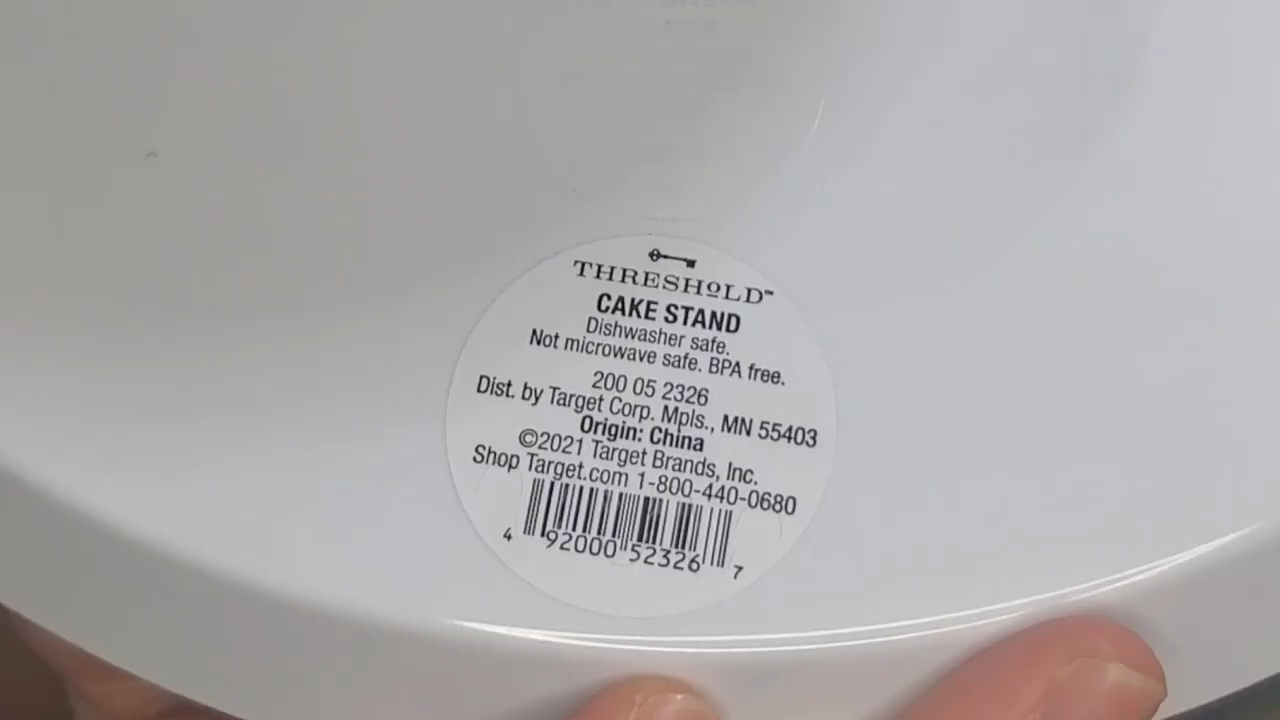 THRESHOLD™
CAKE STAND
Dishwasher safe.
Not microwave safe. BPA free.
200 05 2326
Dist. by Target Corp. Mpls., MN 55403
Origin: China
©2021 Target Brands, Inc.
Shop Target.com 1-800-440-0680
4 92000 52326 7